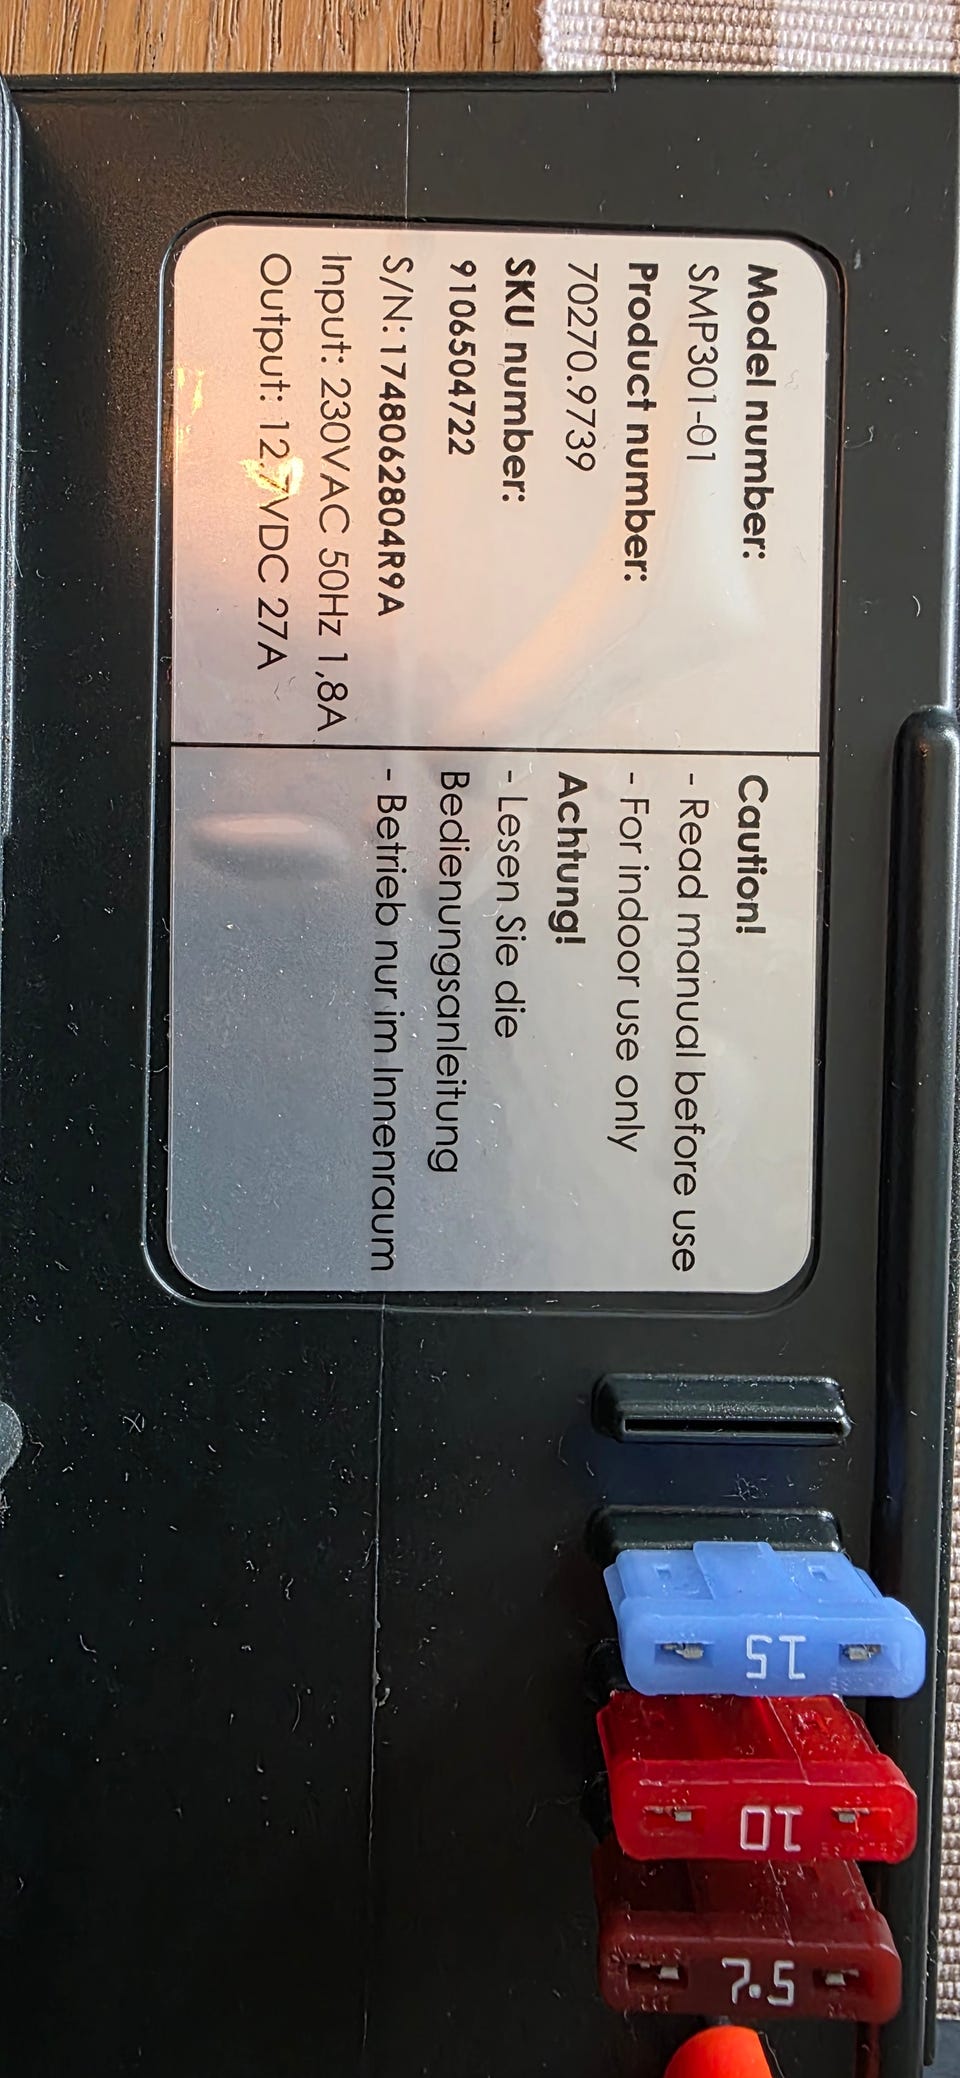 Model number:
SMP301-01
Product number:
70270.9739
SKU number:
9106504722
S/N: 1748062804R9A
Input: 230VAC 50Hz 1,8A
Output: 12.7VDC 27A
Caution!
- Read manual before use
- For indoor use only
Achtung!
- Lesen Sie die
Bedienungsanleitung
- Betrieb nur im Innenraum
15
10
7.5